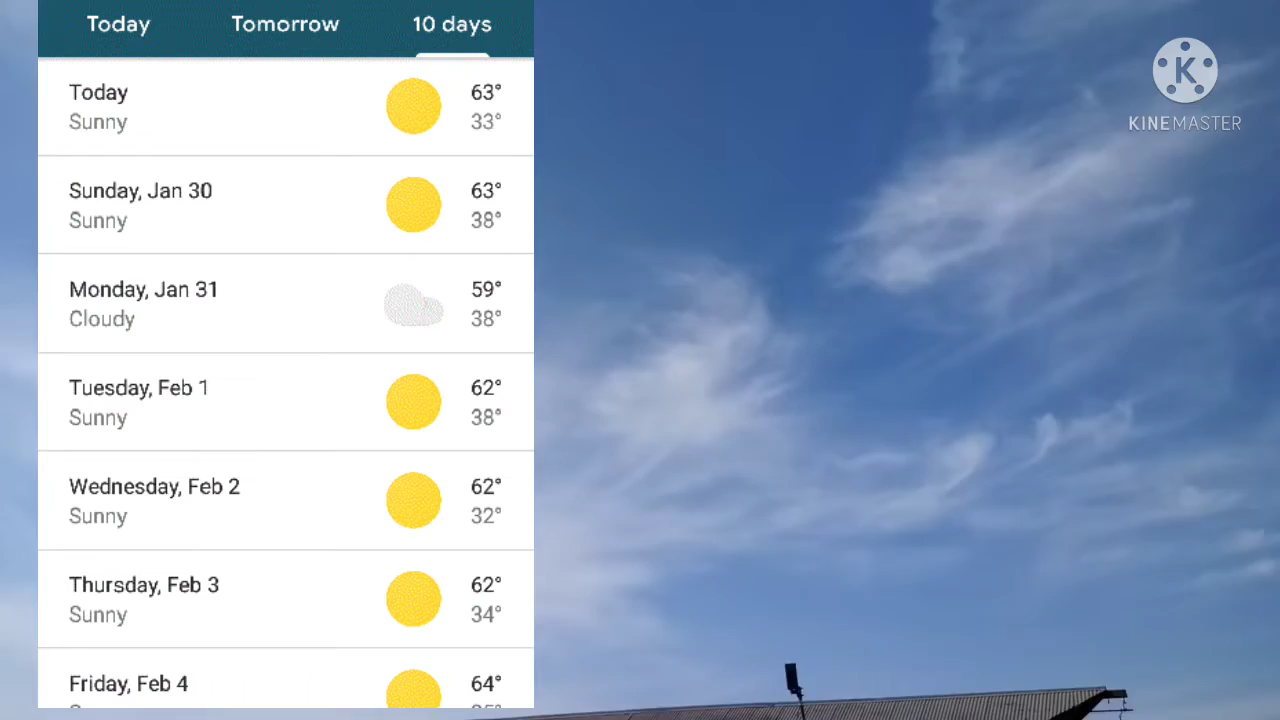 Today Tomorrow 10 days
Today 63°
Sunny 33°
Sunday, Jan 30 63°
Sunny 38°
Monday, Jan 31 59°
Cloudy 38°
Tuesday, Feb 1 62°
Sunny 38°
Wednesday, Feb 2 62°
Sunny 32°
Thursday, Feb 3 62°
Sunny 34°
Friday, Feb 4 64°
K
KINEMASTER